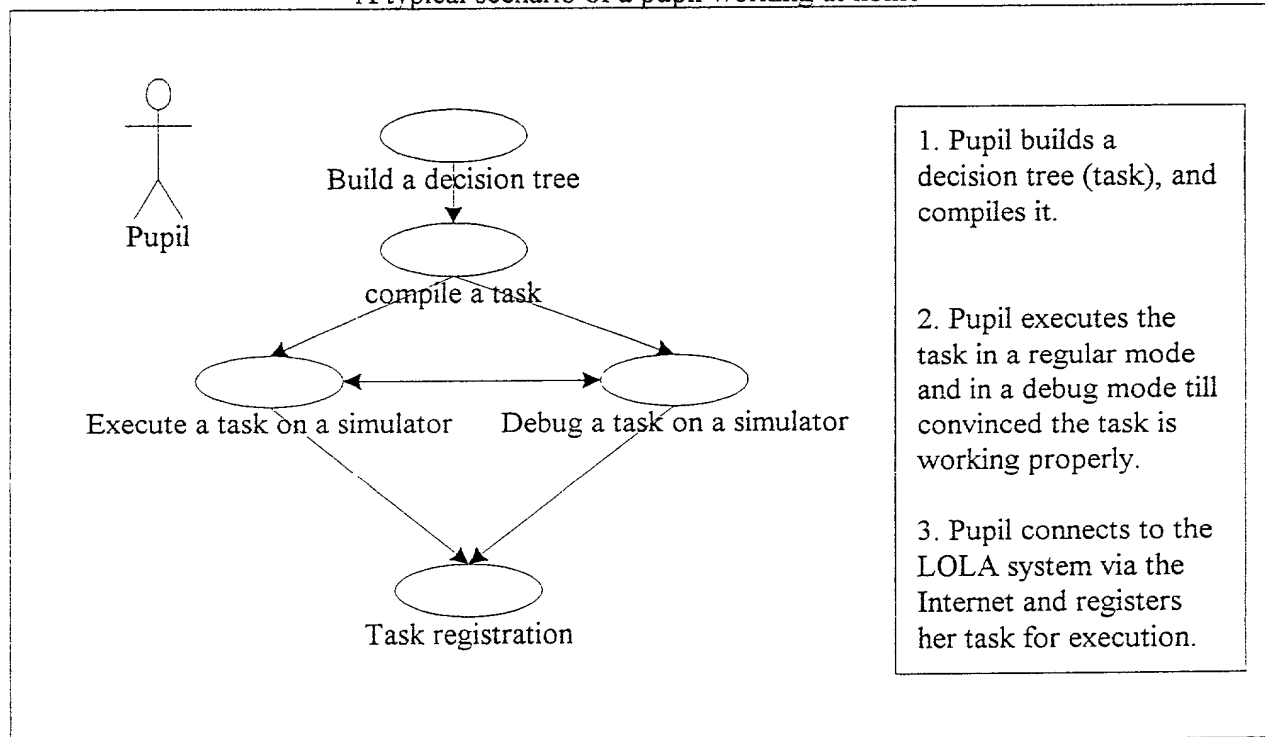 A typical scenario of a pupil working at home
Pupil
Build a decision tree
compile a task
Execute a task on a simulator
Debug a task on a simulator
Task registration
1. Pupil builds a
decision tree (task), and
compiles it.
2. Pupil executes the
task in a regular mode
and in a debug mode till
convinced the task is
working properly.
3. Pupil connects to the
LOLA system via the
Internet and registers
her task for execution.